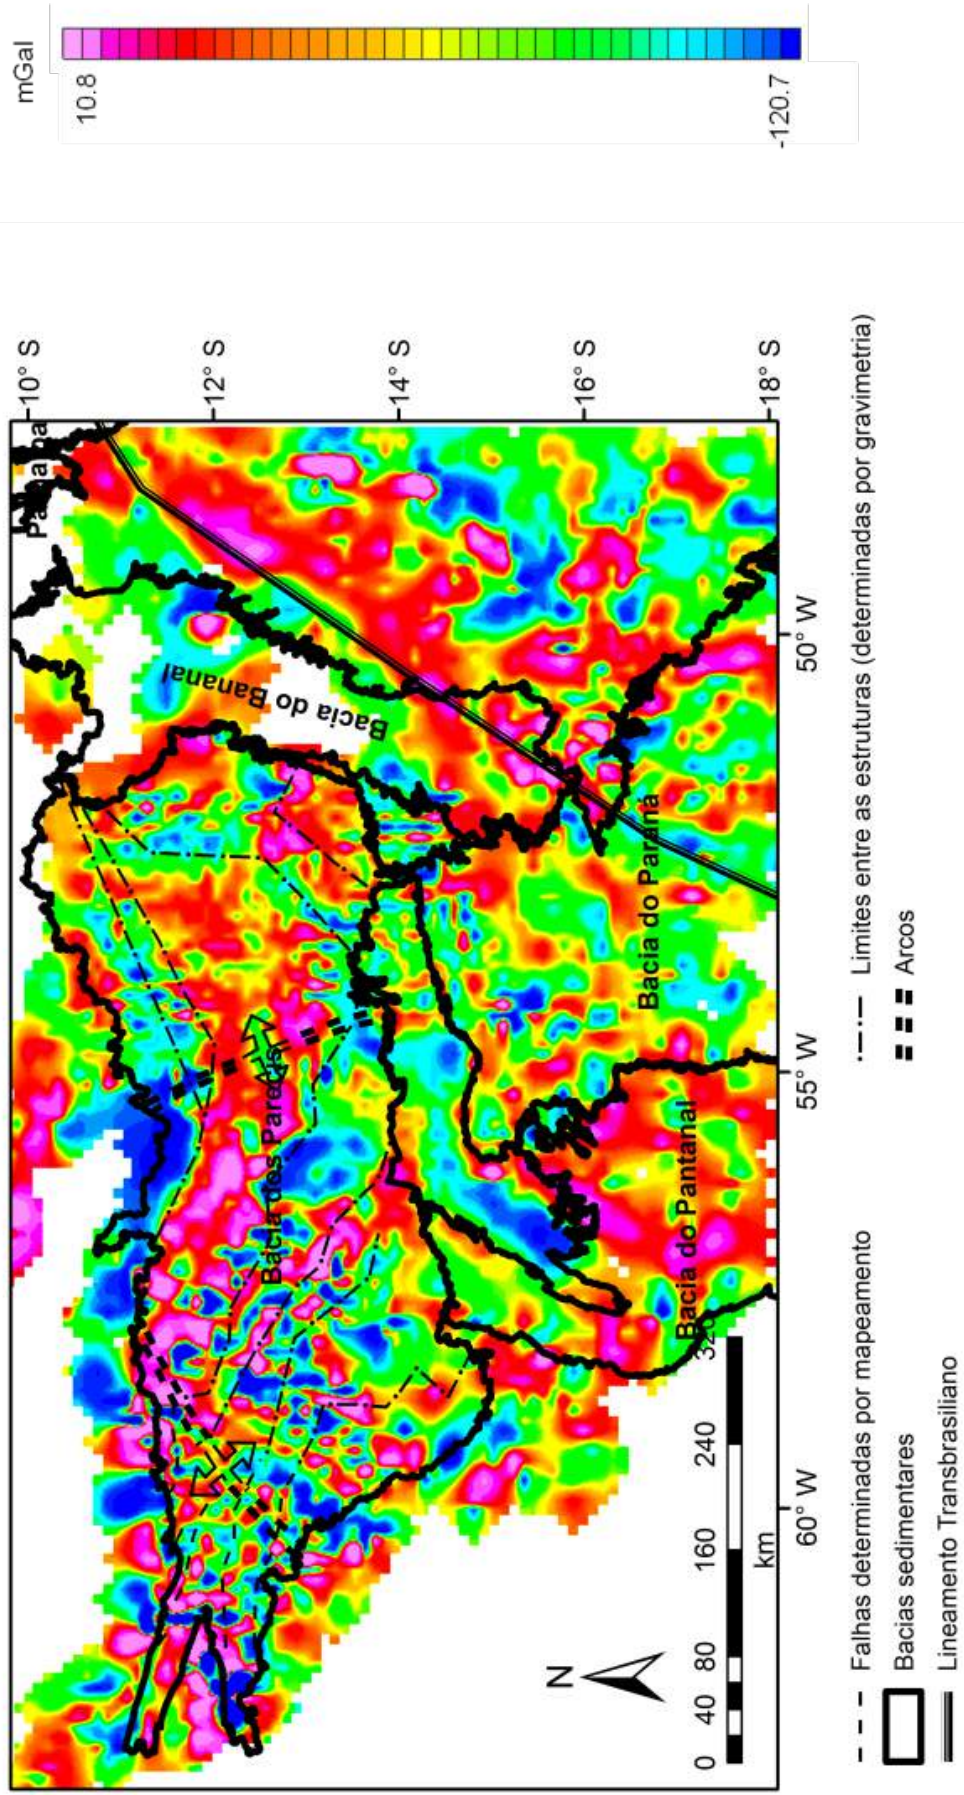 mGal
10.8
-120.7
10° S
12° S
14° S
16° S
18° S
50° W
55° W
60° W
Bacia do Bananal
Bacia dos Parecis
Bacia do Paraná
Bacia do Pantanal
N
0 40 80 160 240 320
km
Falhas determinadas por mapeamento
Bacias sedimentares
Lineamento Transbrasiliano
Limites entre as estruturas (determinadas por gravimetria)
Arcos